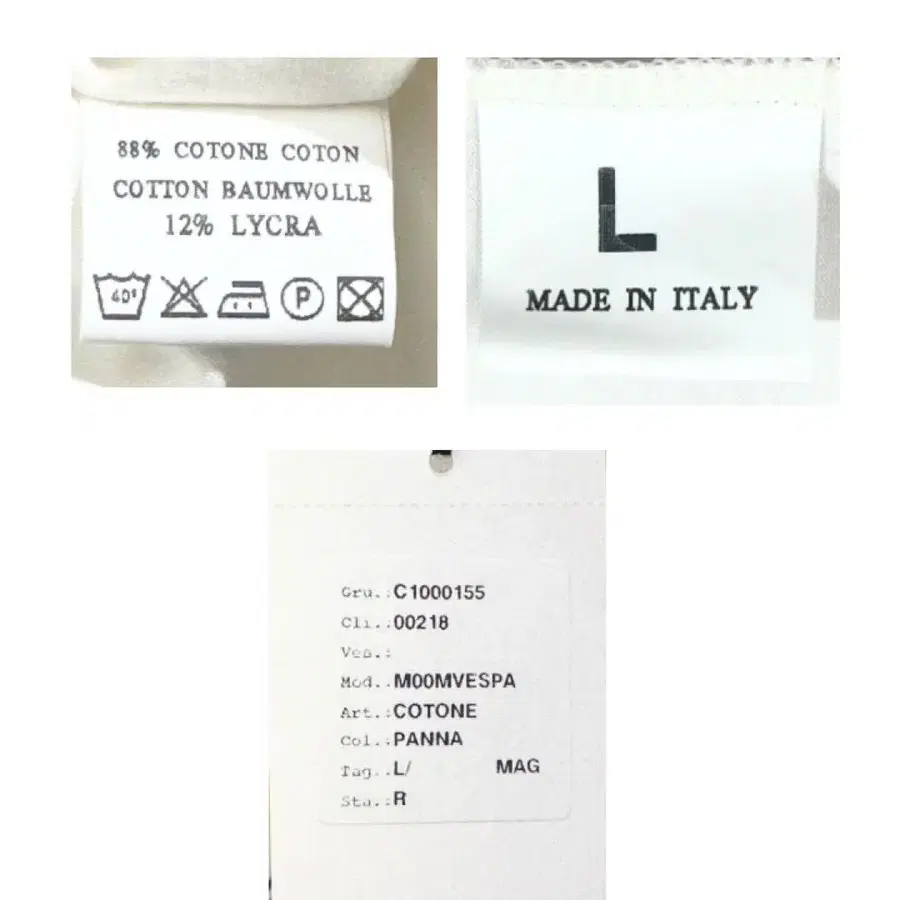 88% COTONE COTON
COTTON BAUMWOLLE
12% LYCRA
40° P
L
MADE IN ITALY
Gru.:C1000155
Cli.:00218
Ves.:
Mod..M00MVESPA
Art.:COTONE
Col.:PANNA
Tag..L/ MAG
Sta.:R